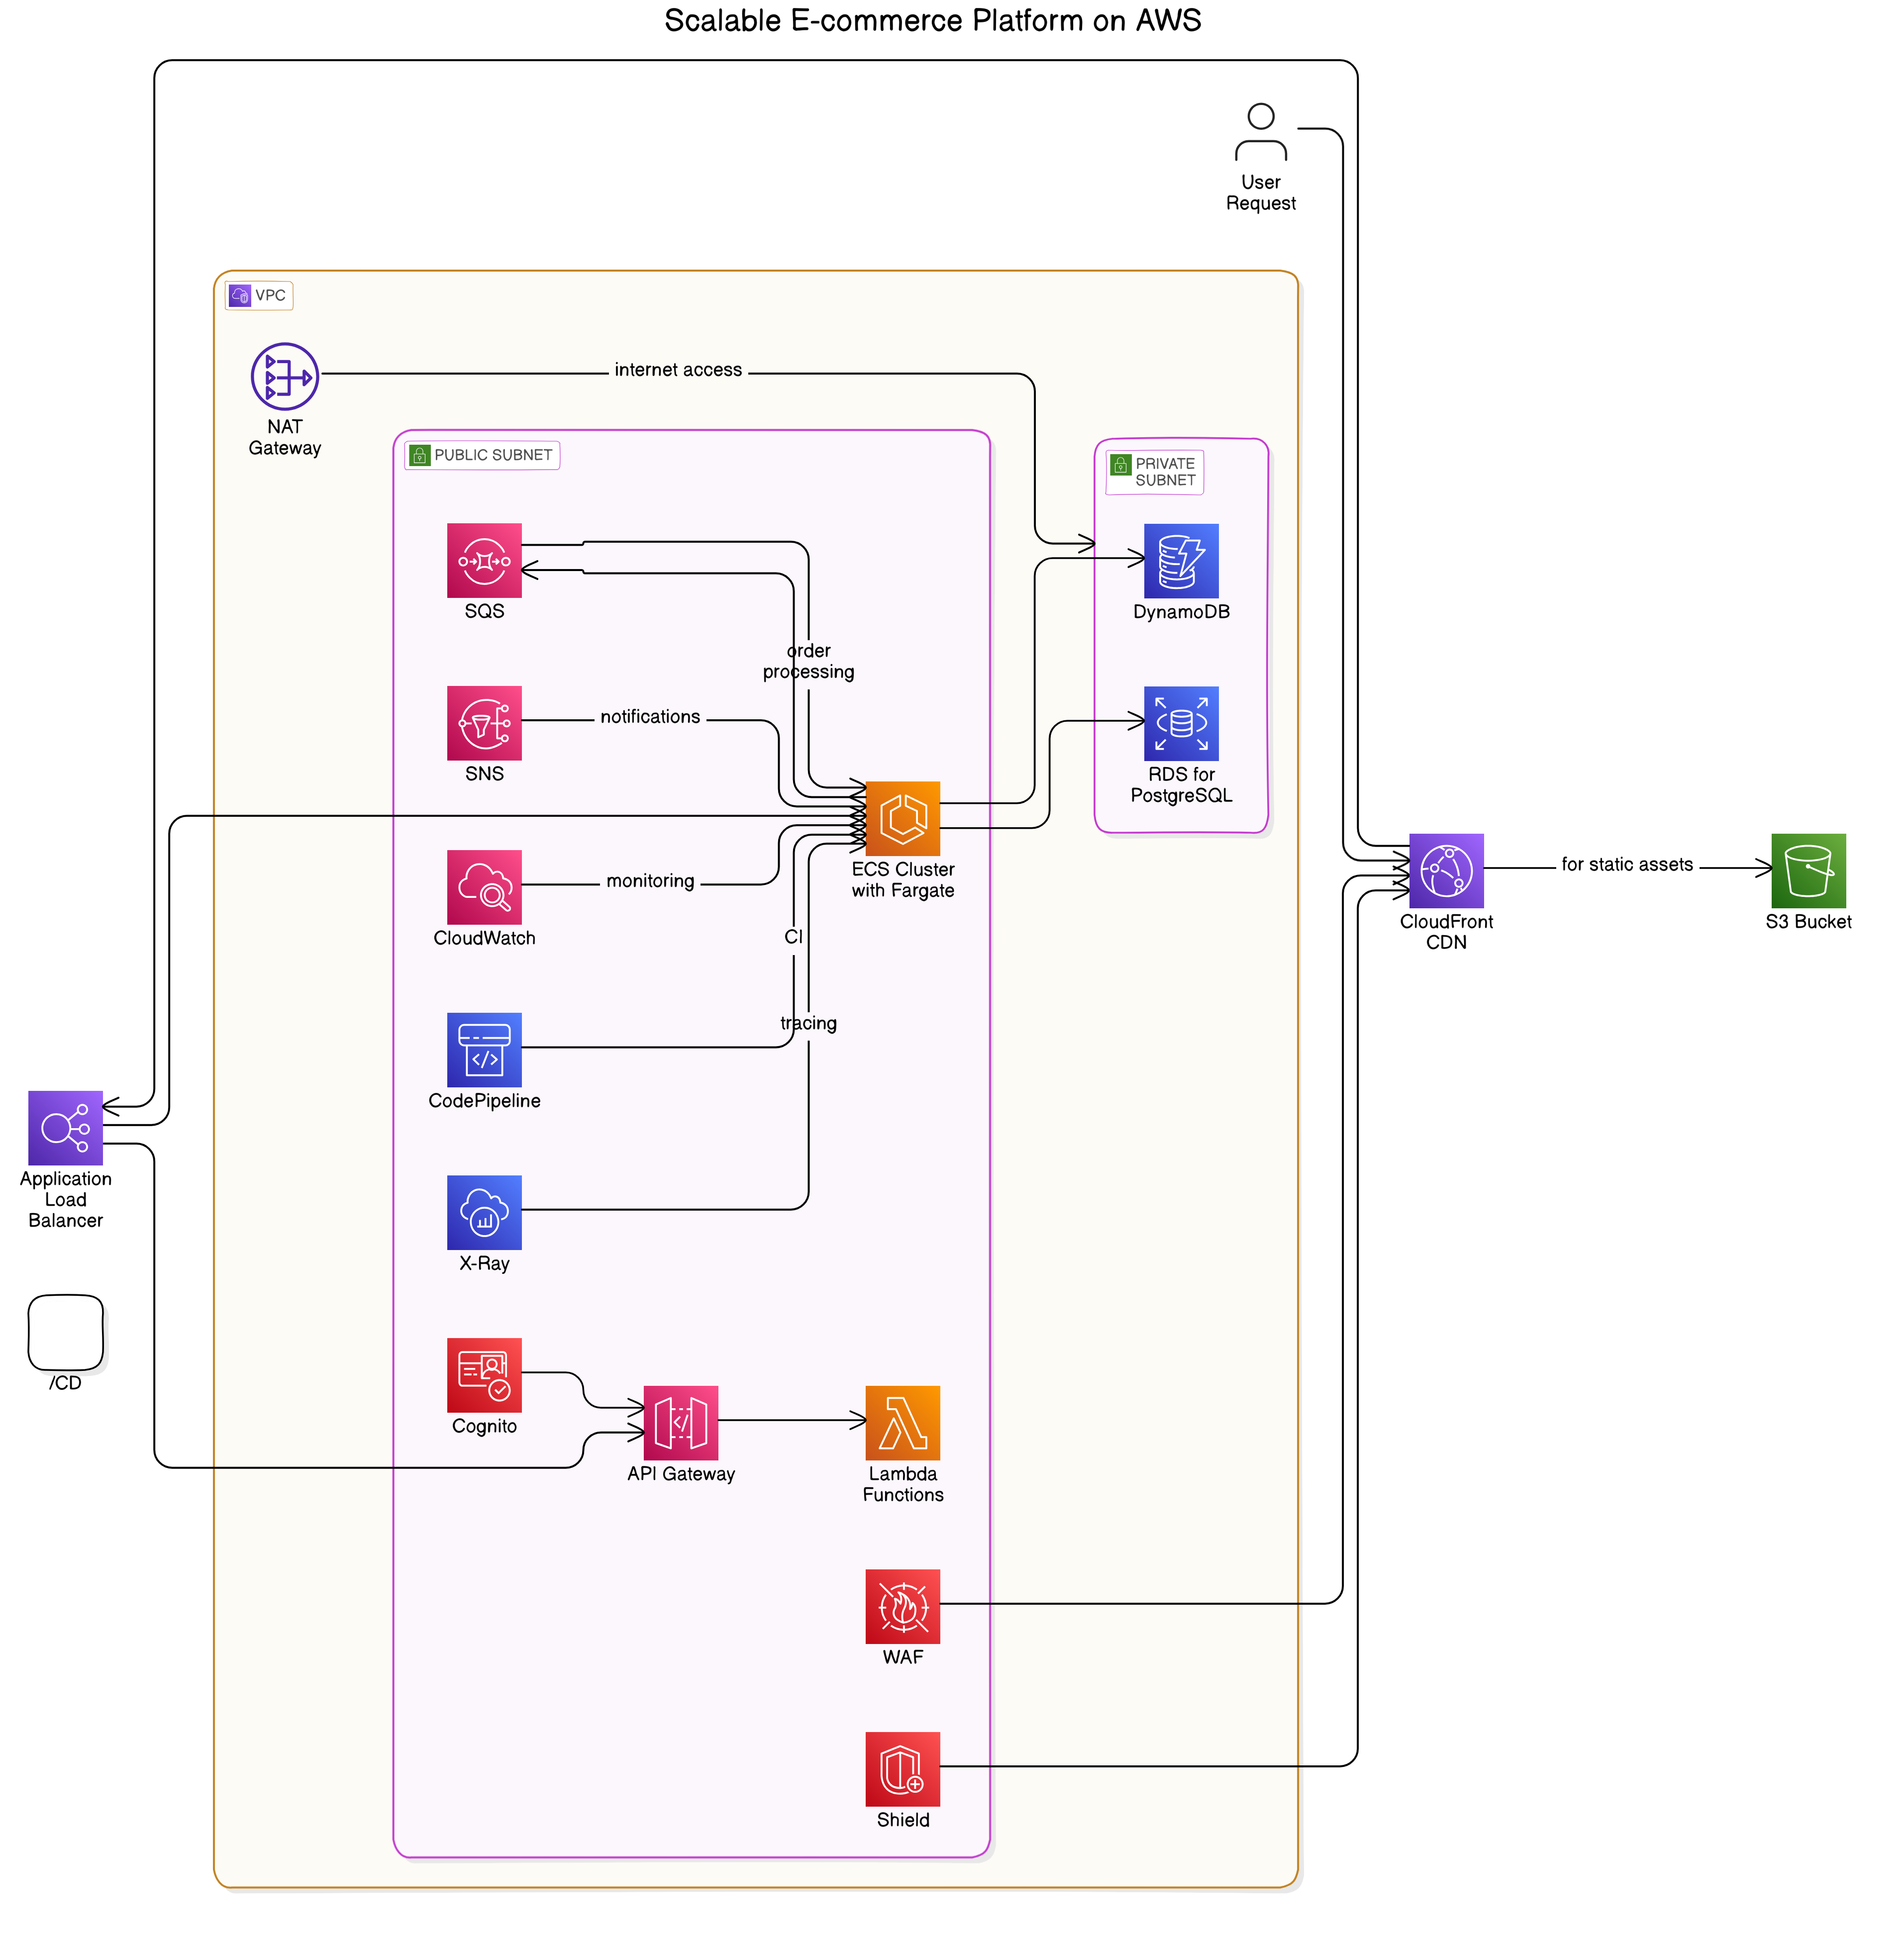 Scalable E-commerce Platform on AWS
User
Request
VPC
NAT
Gateway
internet access
PUBLIC SUBNET
PRIVATE
SUBNET
SQS
DynamoDB
order
processing
SNS
notifications
RDS for
PostgreSQL
ECS Cluster
with Fargate
CloudWatch
monitoring
CI
CloudFront
CDN
for static assets
S3 Bucket
CodePipeline
tracing
Application
Load
Balancer
X-Ray
/CD
Cognito
API Gateway
Lambda
Functions
WAF
Shield